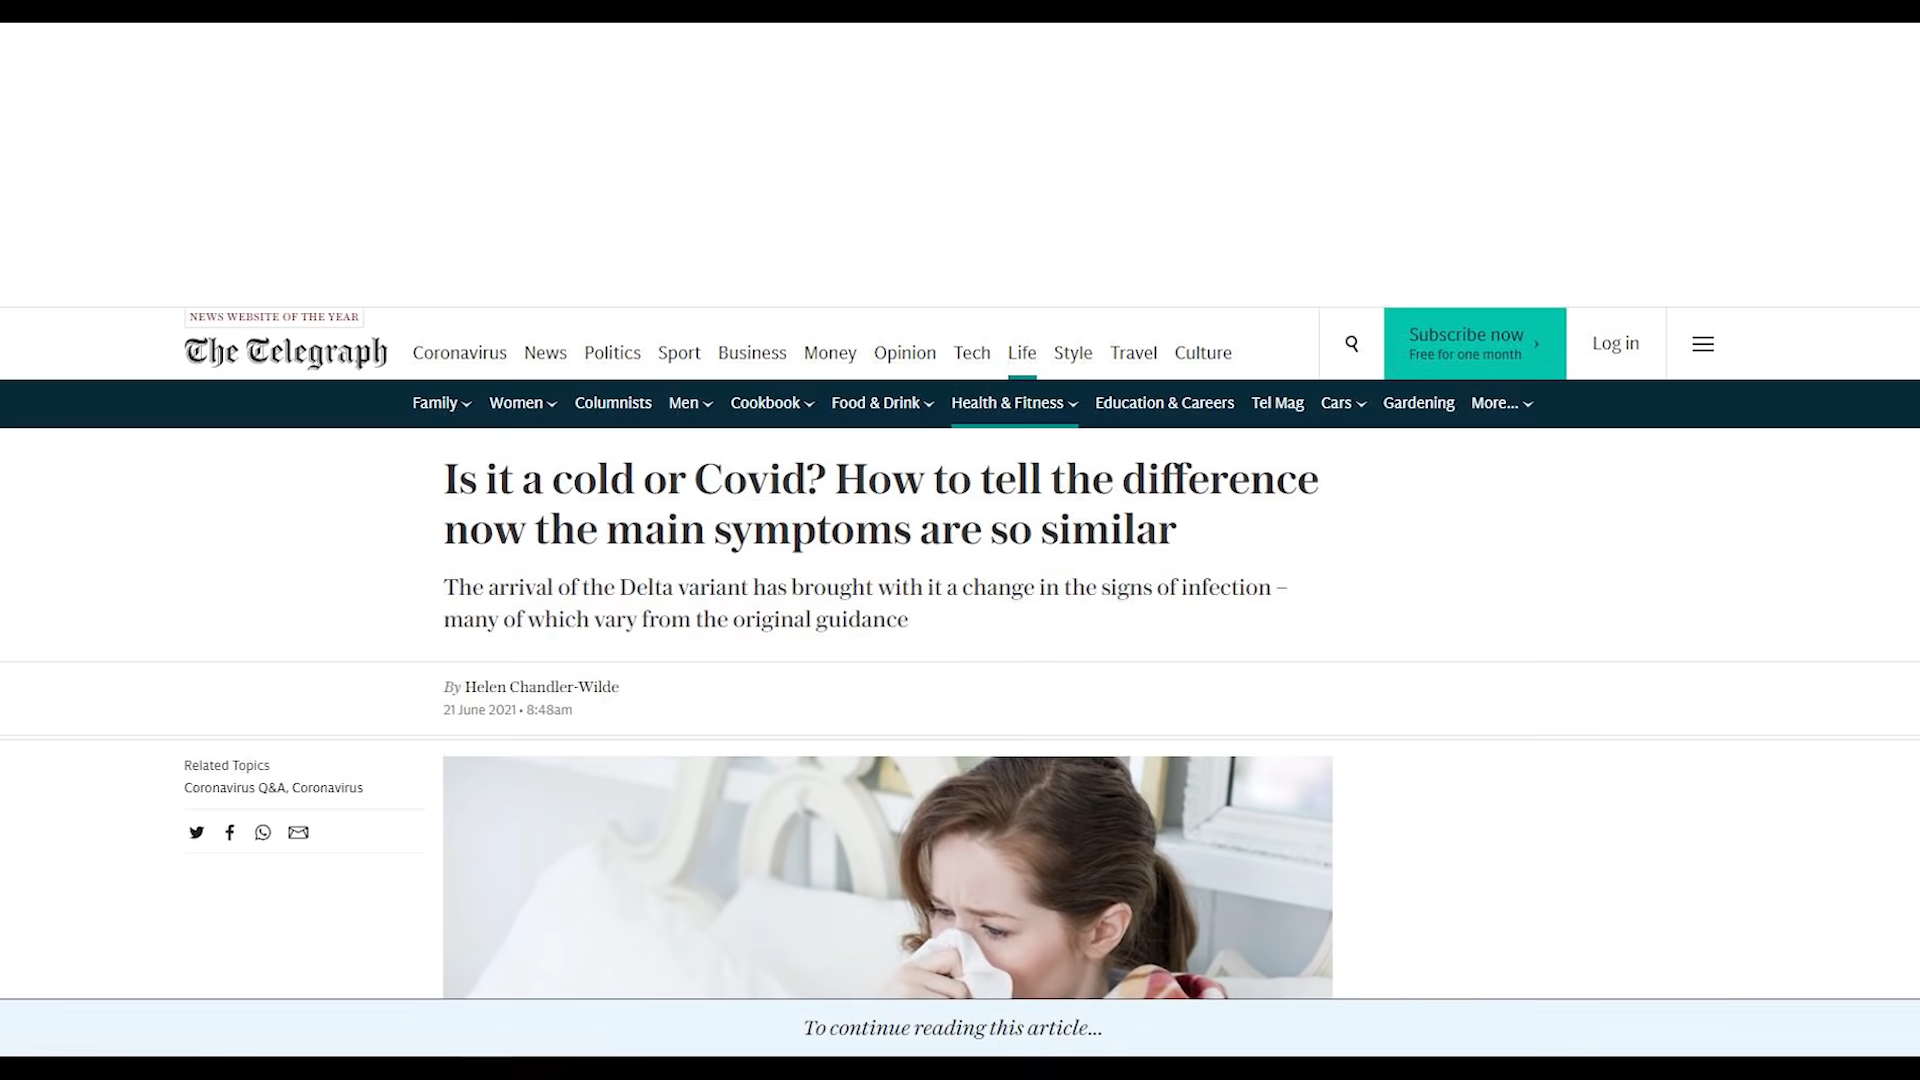 NEWS WEBSITE OF THE YEAR
The Telegraph
Coronavirus News Politics Sport Business Money Opinion Tech Life Style Travel Culture
Subscribe now
Free for one month
Log in
Family Women Columnists Men Cookbook Food & Drink Health & Fitness Education & Careers Tel Mag Cars Gardening More...
Is it a cold or Covid? How to tell the difference
now the main symptoms are so similar
The arrival of the Delta variant has brought with it a change in the signs of infection –
many of which vary from the original guidance
By Helen Chandler-Wilde
21 June 2021 • 8:48am
Related Topics
Coronavirus Q&A, Coronavirus
To continue reading this article...